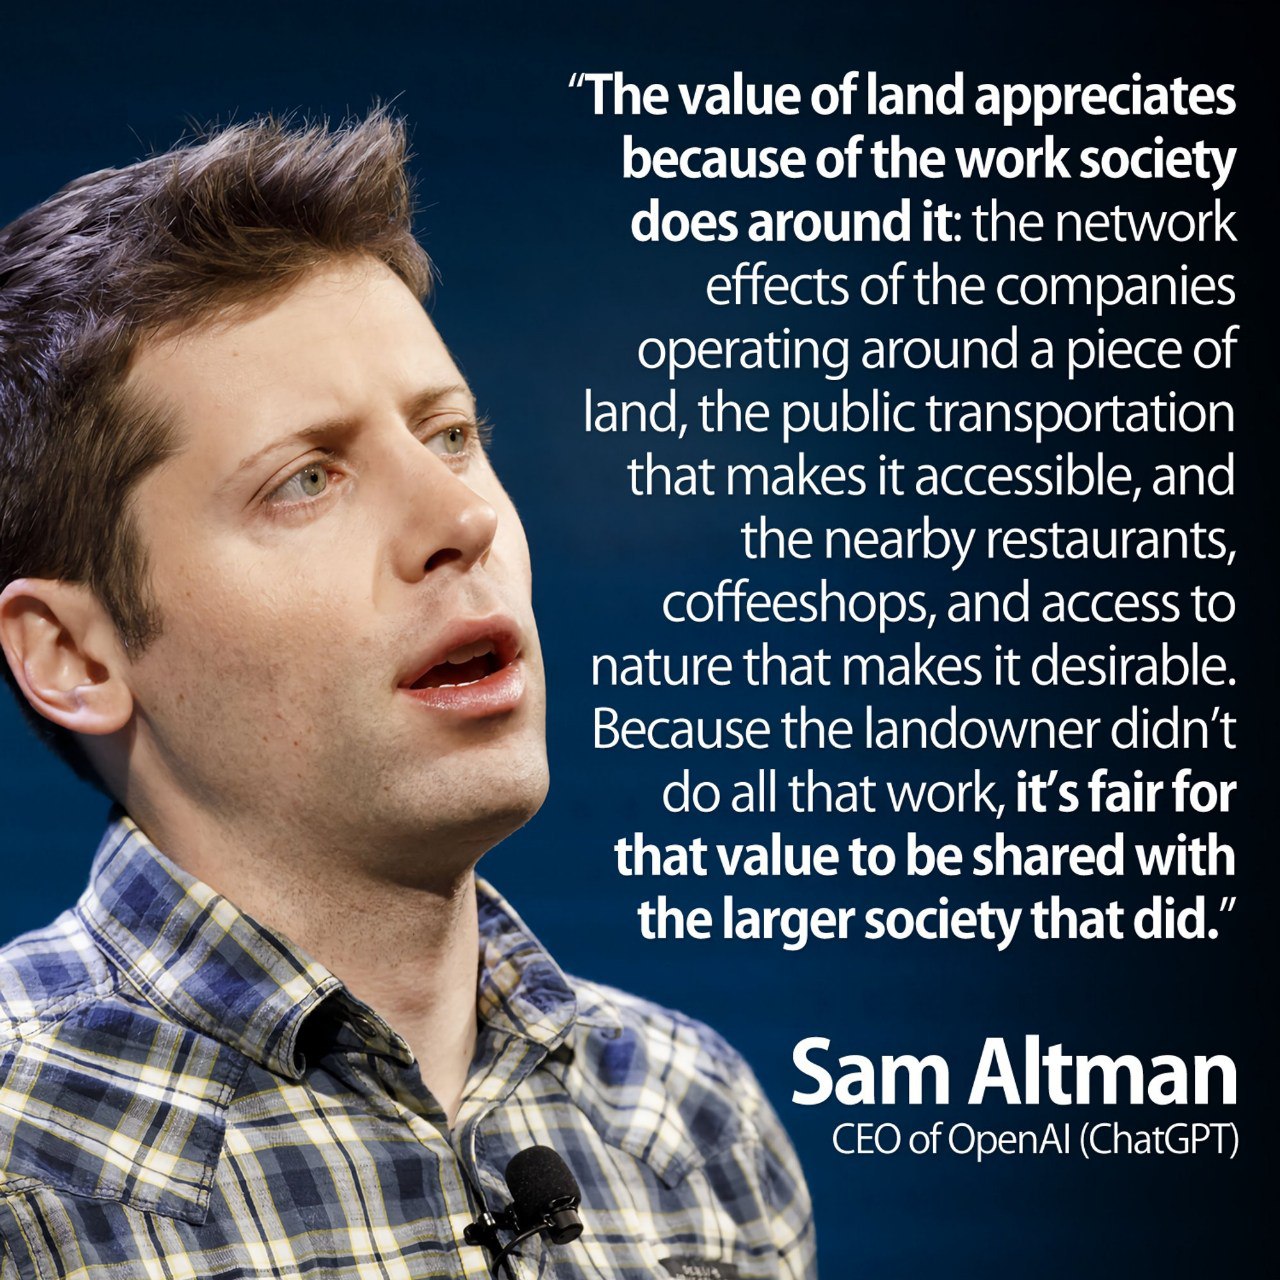 “The value of land appreciates
because of the work society
does around it: the network
effects of the companies
operating around a piece of
land, the public transportation
that makes it accessible, and
the nearby restaurants,
coffeeshops, and access to
nature that makes it desirable.
Because the landowner didn’t
do all that work, it’s fair for
that value to be shared with
the larger society that did.”
Sam Altman
CEO of OpenAI (ChatGPT)